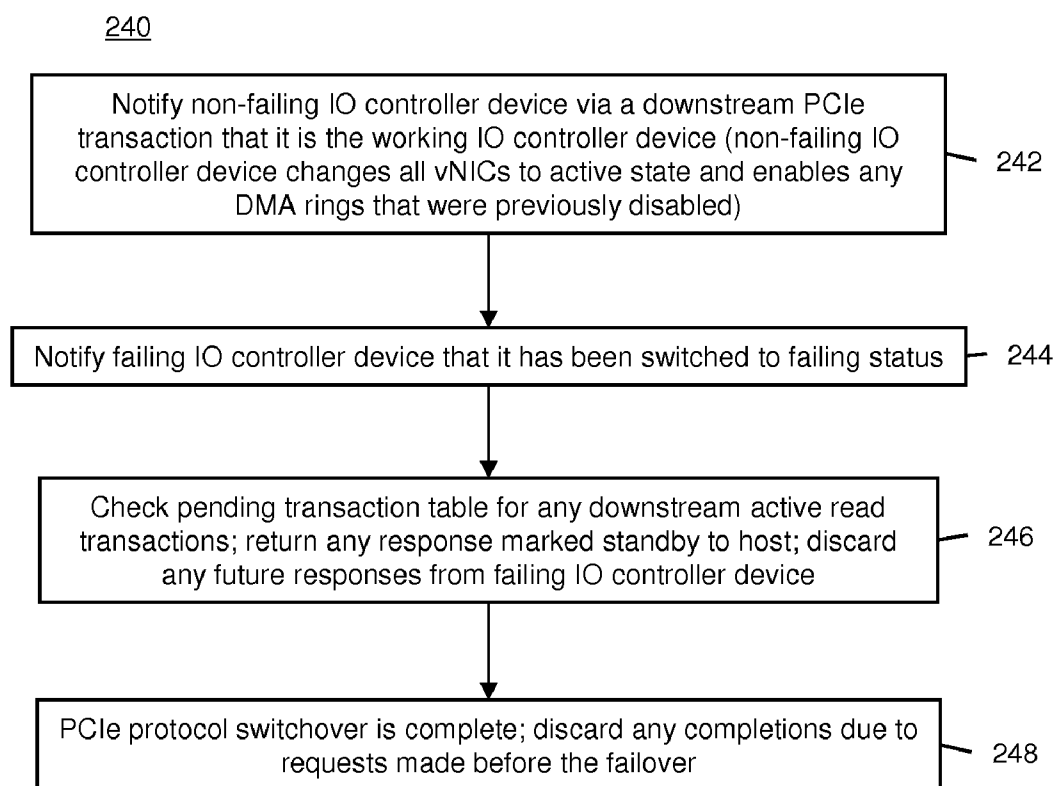 240
Notify non-failing IO controller device via a downstream PCIe
transaction that it is the working IO controller device (non-failing IO
controller device changes all vNICs to active state and enables any
DMA rings that were previously disabled)
242
Notify failing IO controller device that it has been switched to failing status
244
Check pending transaction table for any downstream active read
transactions; return any response marked standby to host; discard
any future responses from failing IO controller device
246
PCIe protocol switchover is complete; discard any completions due to
requests made before the failover
248